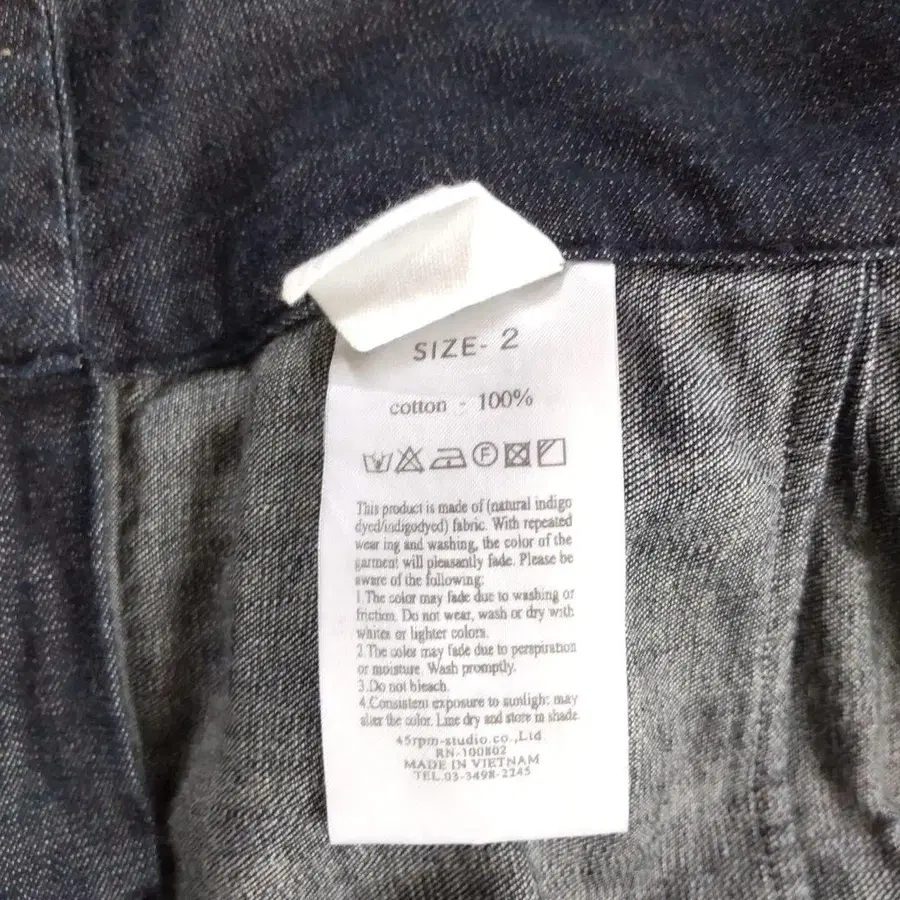 SIZE- 2
cotton - 100%
F
This product is made of (natural indigo
dyed/indigodyed) fabric. With repeated
wear ing and washing, the color of the
garment will pleasantly fade. Please be
aware of the following:
1.The color may fade due to washing or
friction. Do not wear, wash or dry with
whites or lighter colors.
2.The color may fade due to perspiration
or moisture. Wash promptly.
3.Do not bleach.
4.Consistent exposure to sunlight may
alter the color. Line dry and store in shade.
45rpm-studio.co.,Ltd.
RN-100802
MADE IN VIETNAM
TEL.03-3498-2245